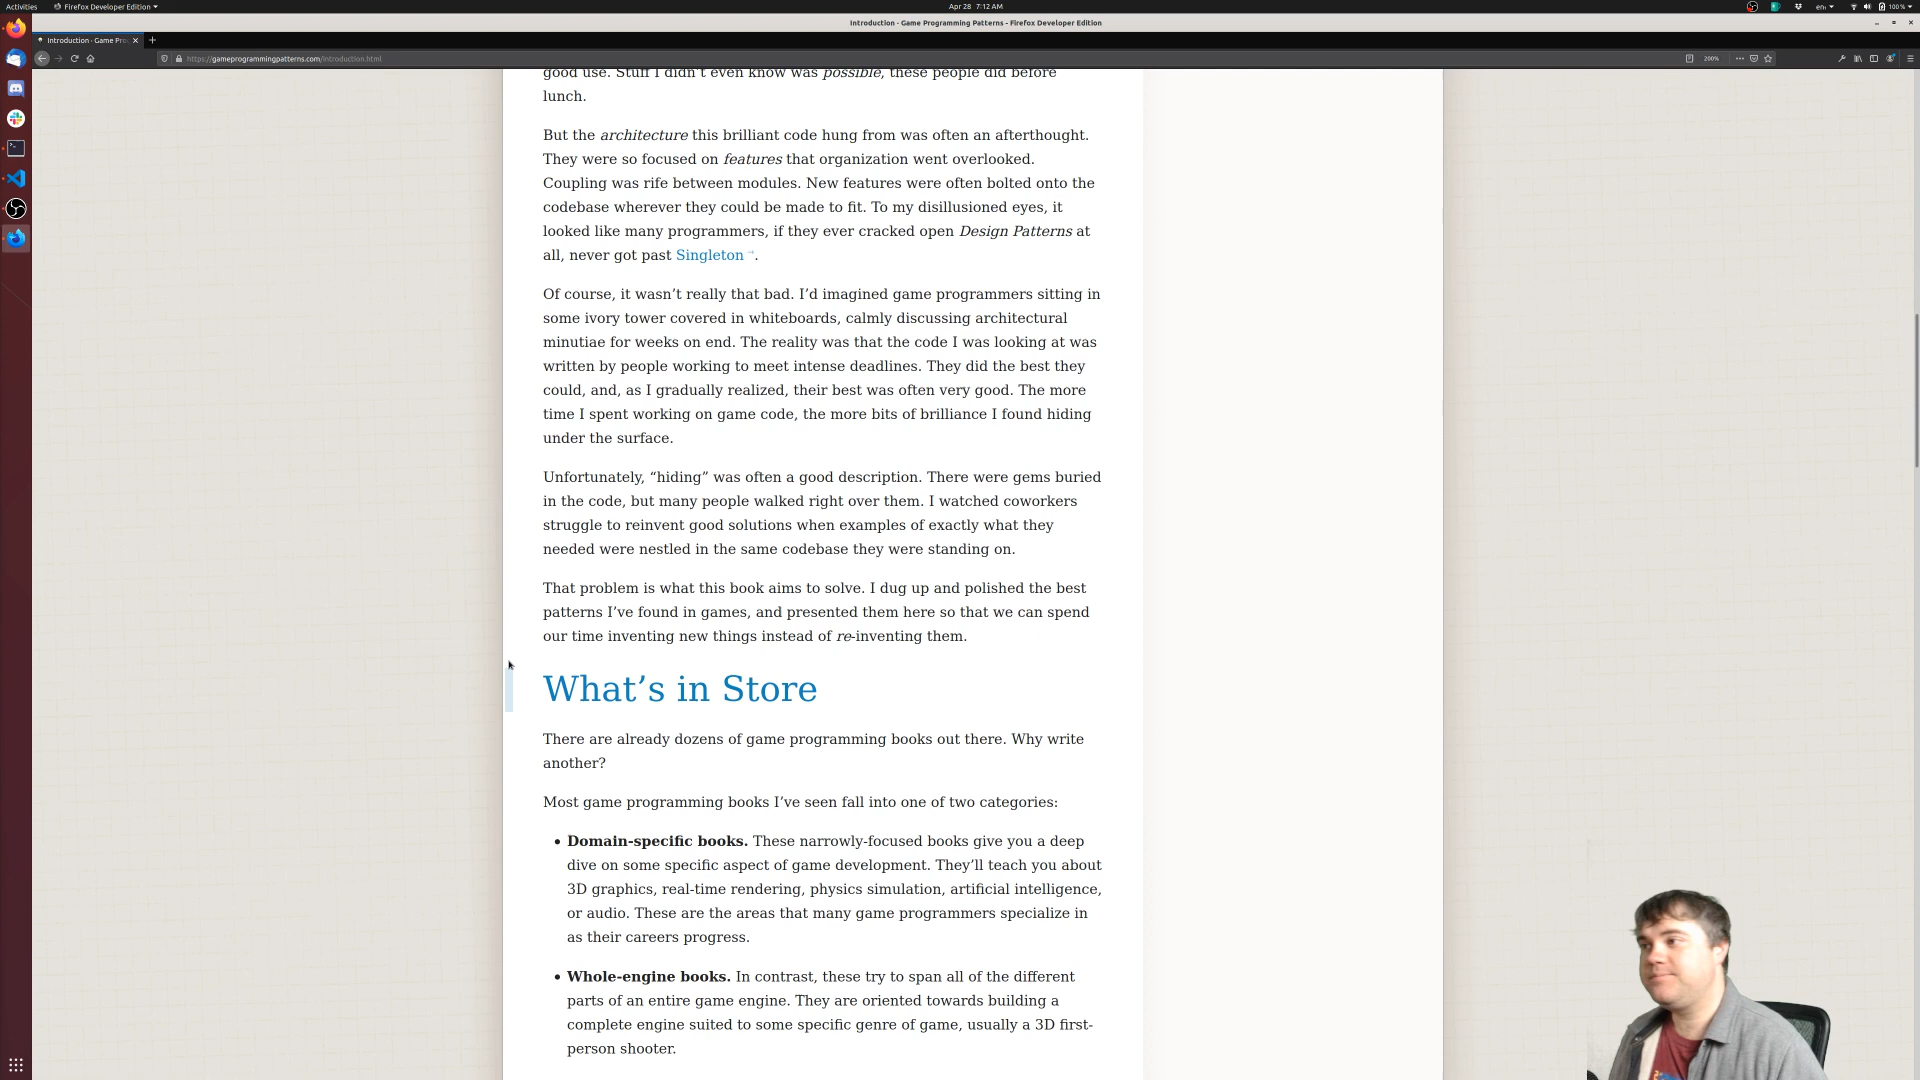 Activities
Firefox Developer Edition
Apr 28 7:12 AM
en
100 %
Introduction - Game Programming Patterns - Firefox Developer Edition
Introduction - Game Pro
https://gameprogrammingpatterns.com/introduction.html
200%
good use. Stuff I didn’t even know was possible, these people did before
lunch.
But the architecture this brilliant code hung from was often an afterthought.
They were so focused on features that organization went overlooked.
Coupling was rife between modules. New features were often bolted onto the
codebase wherever they could be made to fit. To my disillusioned eyes, it
looked like many programmers, if they ever cracked open Design Patterns at
all, never got past Singleton →.
Of course, it wasn’t really that bad. I’d imagined game programmers sitting in
some ivory tower covered in whiteboards, calmly discussing architectural
minutiae for weeks on end. The reality was that the code I was looking at was
written by people working to meet intense deadlines. They did the best they
could, and, as I gradually realized, their best was often very good. The more
time I spent working on game code, the more bits of brilliance I found hiding
under the surface.
Unfortunately, “hiding” was often a good description. There were gems buried
in the code, but many people walked right over them. I watched coworkers
struggle to reinvent good solutions when examples of exactly what they
needed were nestled in the same codebase they were standing on.
That problem is what this book aims to solve. I dug up and polished the best
patterns I’ve found in games, and presented them here so that we can spend
our time inventing new things instead of re-inventing them.
What’s in Store
There are already dozens of game programming books out there. Why write
another?
Most game programming books I’ve seen fall into one of two categories:
• Domain-specific books. These narrowly-focused books give you a deep
dive on some specific aspect of game development. They’ll teach you about
3D graphics, real-time rendering, physics simulation, artificial intelligence,
or audio. These are the areas that many game programmers specialize in
as their careers progress.
• Whole-engine books. In contrast, these try to span all of the different
parts of an entire game engine. They are oriented towards building a
complete engine suited to some specific genre of game, usually a 3D first-
person shooter.